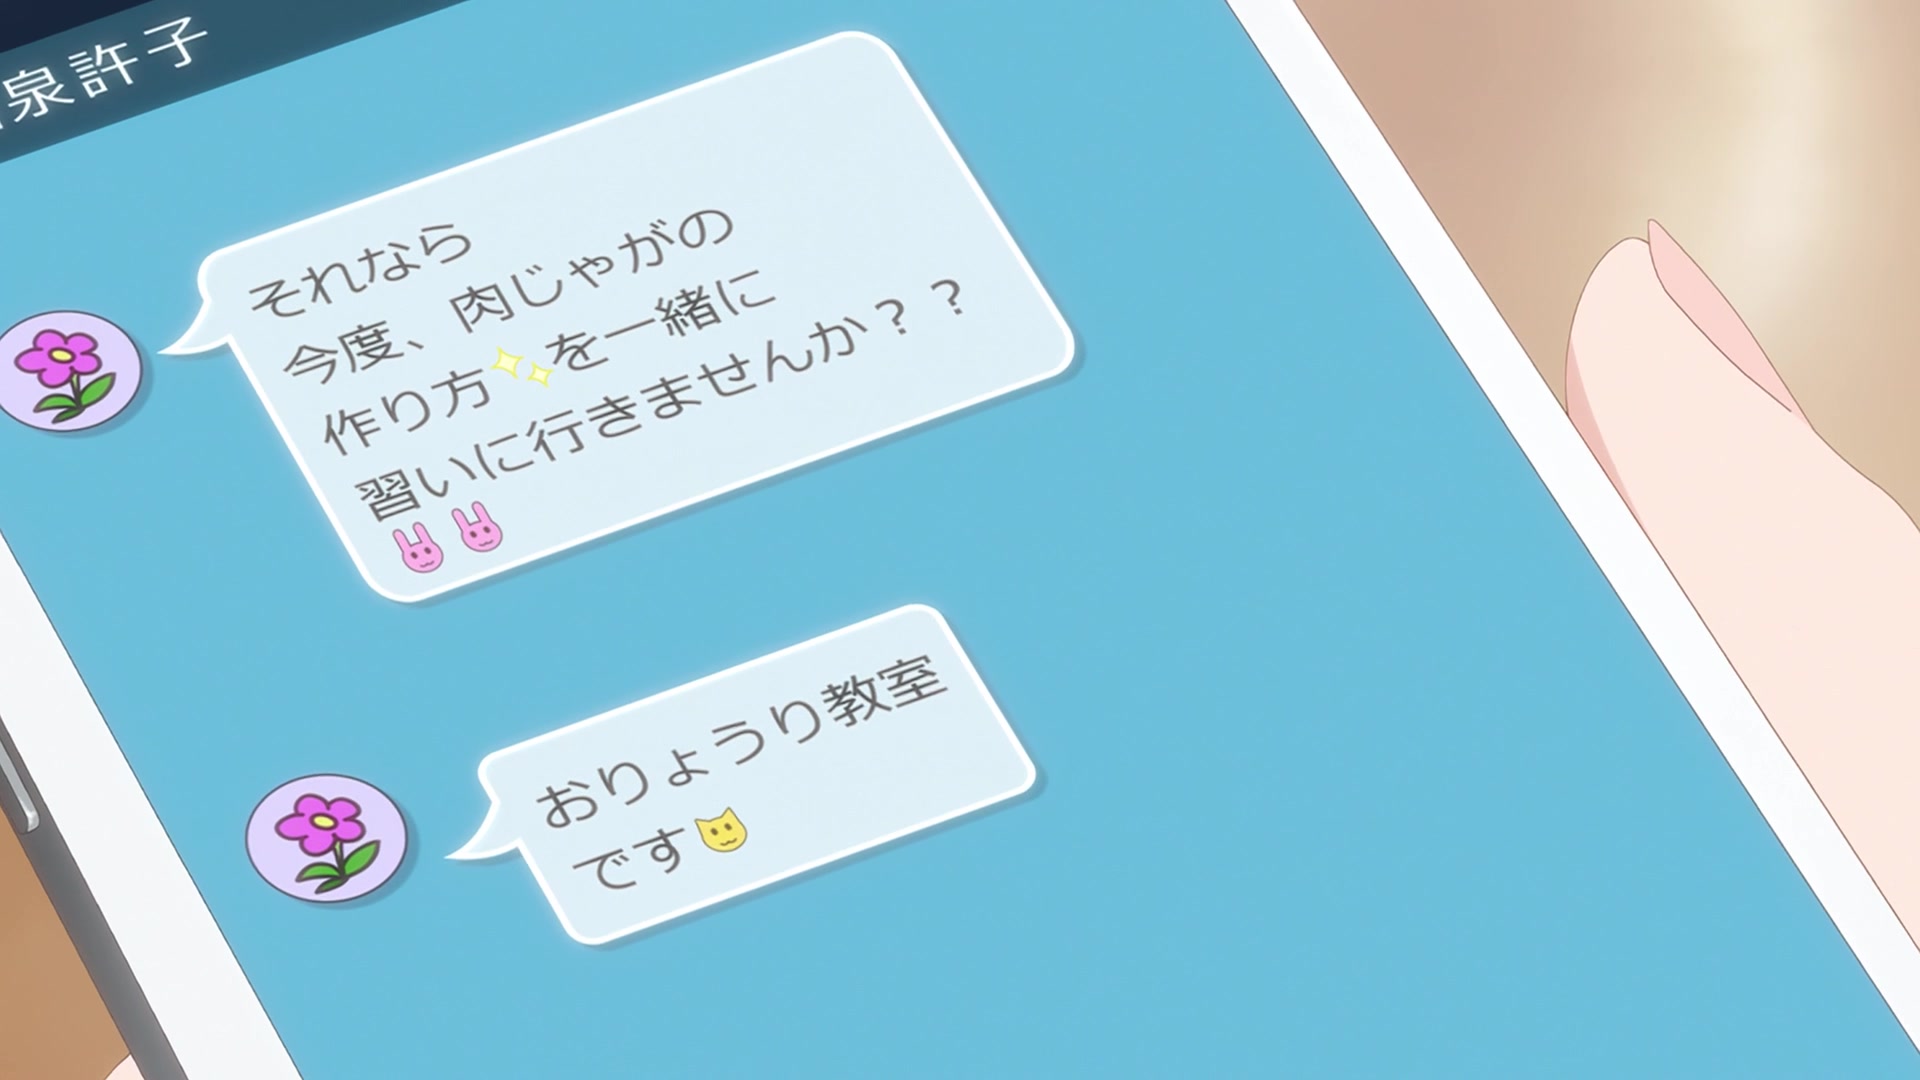 泉許子
それなら
今度、肉じゃがの
作り方✨を一緒に
習いに行きませんか？？
おりょうり教室
です